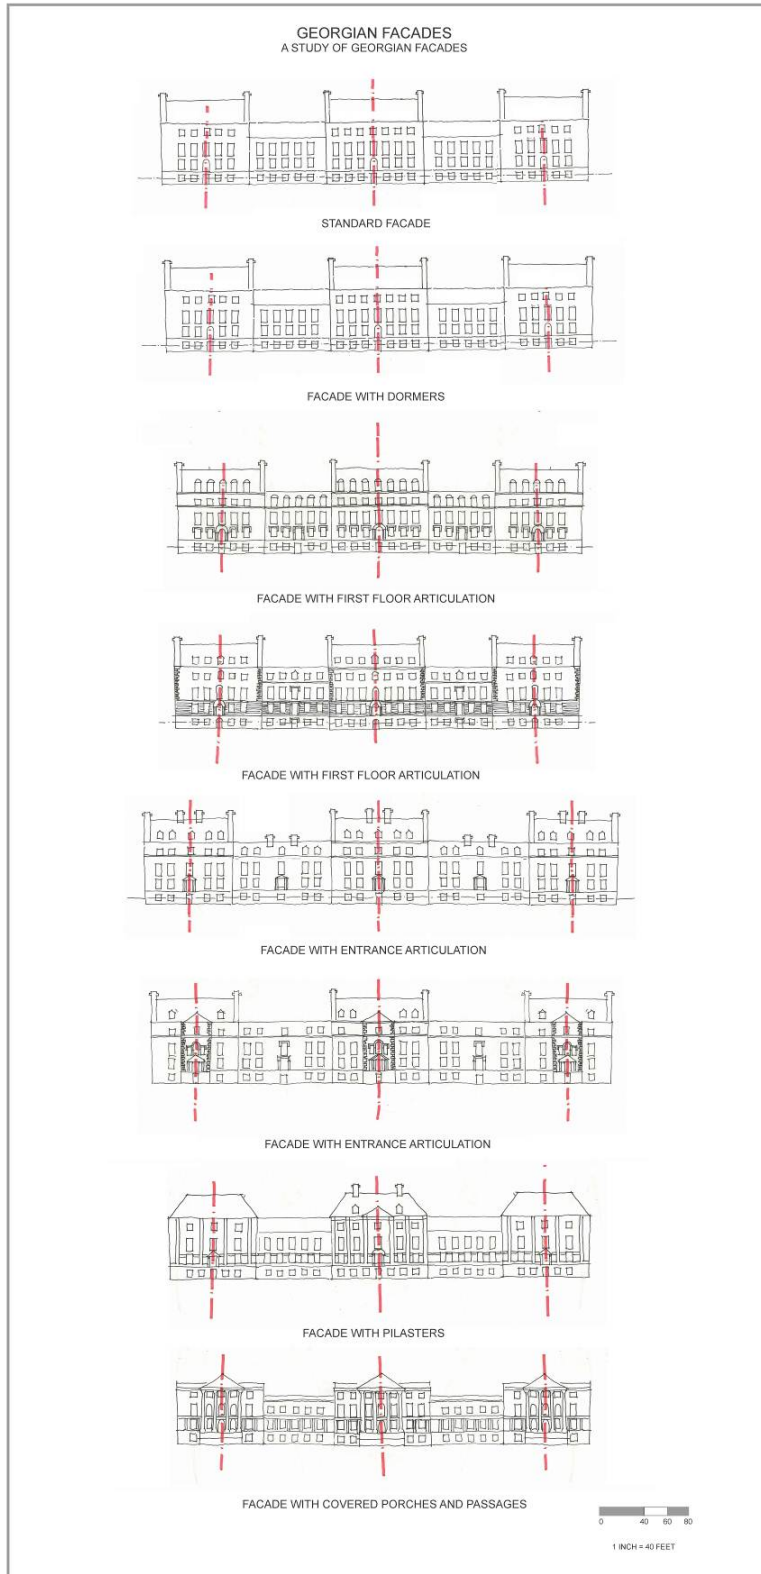 GEORGIAN FACADES
A STUDY OF GEORGIAN FACADES
STANDARD FACADE
FACADE WITH DORMERS
FACADE WITH FIRST FLOOR ARTICULATION
FACADE WITH FIRST FLOOR ARTICULATION
FACADE WITH ENTRANCE ARTICULATION
FACADE WITH ENTRANCE ARTICULATION
FACADE WITH PILASTERS
FACADE WITH COVERED PORCHES AND PASSAGES
0 40 60 80
1 INCH = 40 FEET